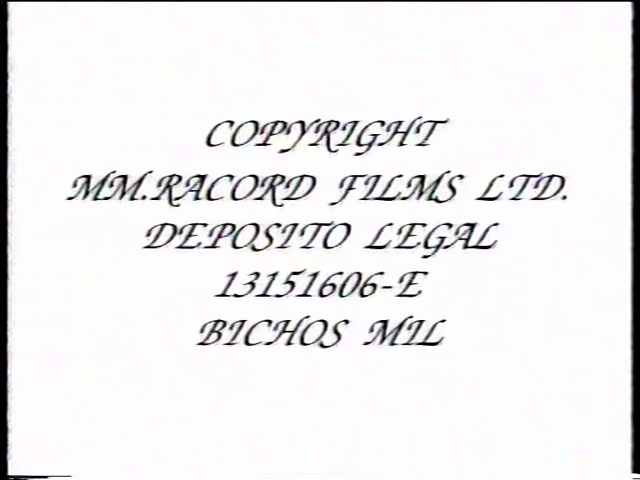 COPYRIGHT
MM.RACORD FILMS LTD.
DEPOSITO LEGAL
13151606-E
BICHOS MIL